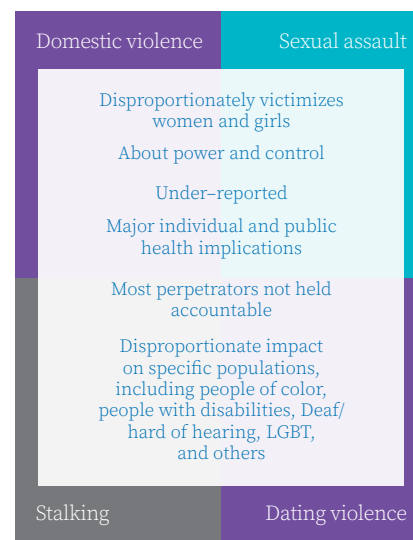 Domestic violence
Sexual assault
Disproportionately victimizes
women and girls
About power and control
Under–reported
Major individual and public
health implications
Most perpetrators not held
accountable
Disproportionate impact
on specific populations,
including people of color,
people with disabilities, Deaf/
hard of hearing, LGBT,
and others
Stalking
Dating violence